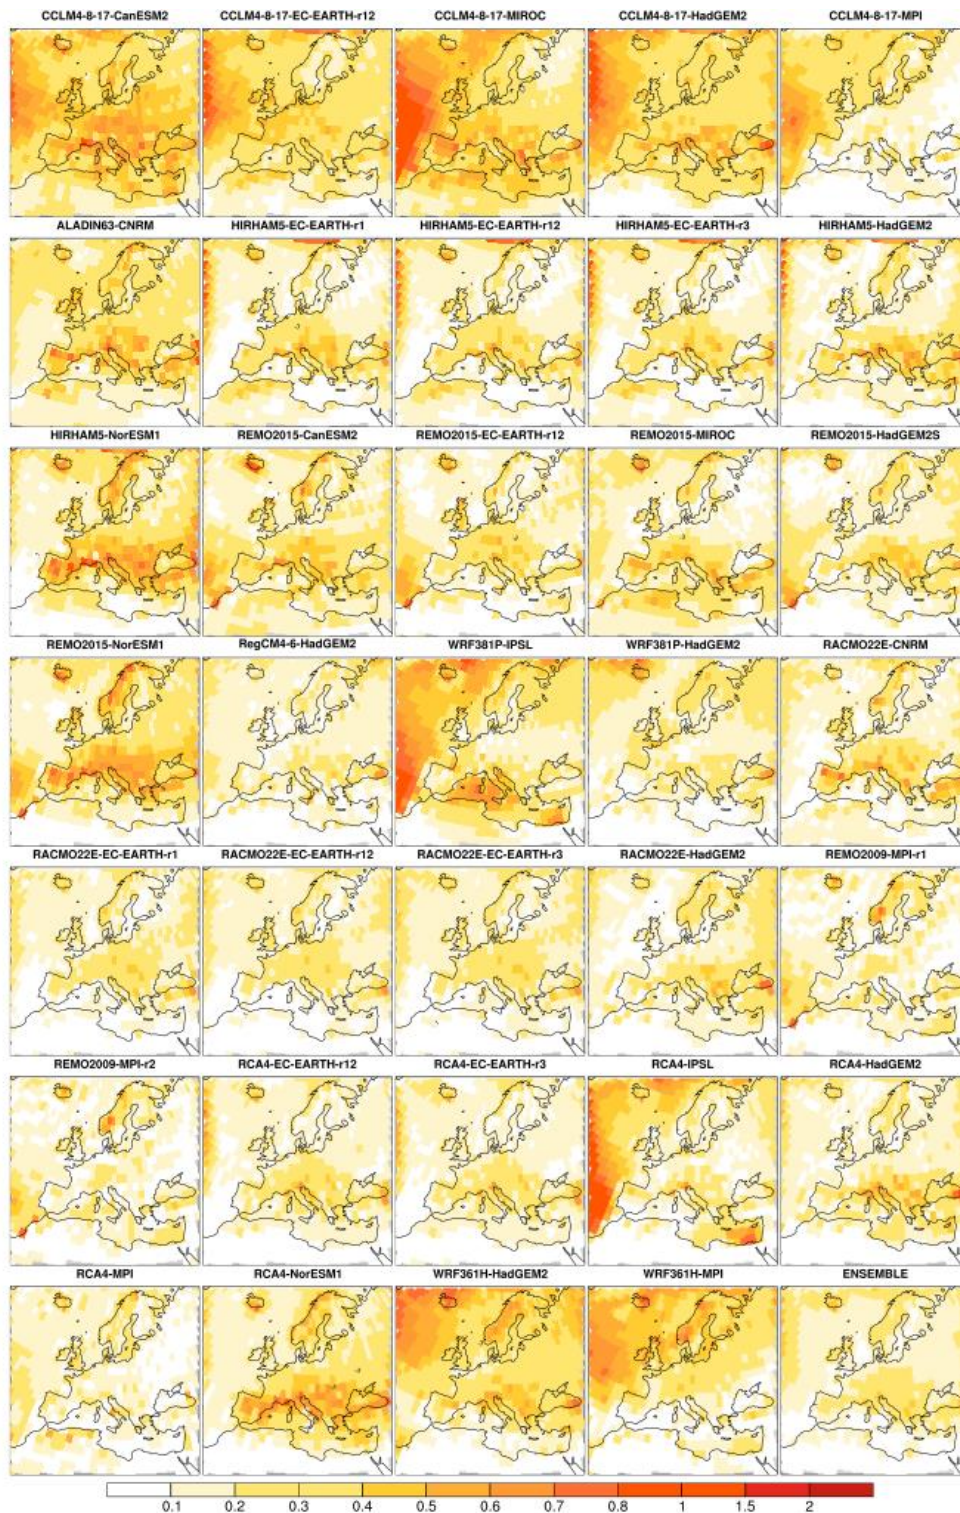 CCLM4-8-17-CanESM2 CCLM4-8-17-EC-EARTH-r12 CCLM4-8-17-MIROC CCLM4-8-17-HadGEM2 CCLM4-8-17-MPI
ALADIN63-CNRM HIRHAM5-EC-EARTH-r1 HIRHAM5-EC-EARTH-r12 HIRHAM5-EC-EARTH-r3 HIRHAM5-HadGEM2
HIRHAM5-NorESM1 REMO2015-CanESM2 REMO2015-EC-EARTH-r12 REMO2015-MIROC REMO2015-HadGEM2S
REMO2015-NorESM1 RegCM4-6-HadGEM2 WRF381P-IPSL WRF381P-HadGEM2 RACMO22E-CNRM
RACMO22E-EC-EARTH-r1 RACMO22E-EC-EARTH-r12 RACMO22E-EC-EARTH-r3 RACMO22E-HadGEM2 REMO2009-MPI-r1
REMO2009-MPI-r2 RCA4-EC-EARTH-r12 RCA4-EC-EARTH-r3 RCA4-IPSL RCA4-HadGEM2
RCA4-MPI RCA4-NorESM1 WRF361H-HadGEM2 WRF361H-MPI ENSEMBLE
0.1 0.2 0.3 0.4 0.5 0.6 0.7 0.8 1 1.5 2